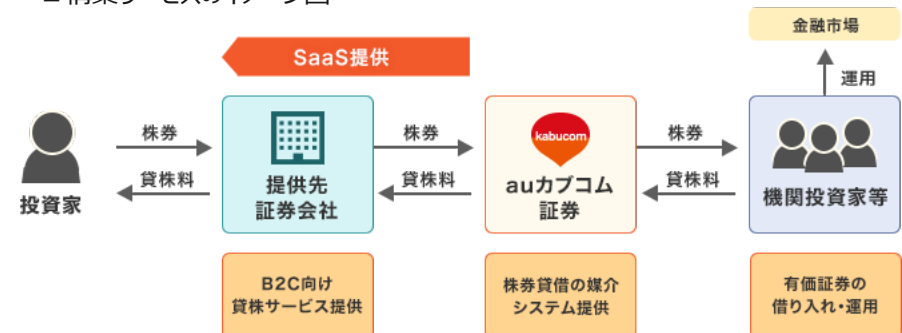 金融市場
SaaS提供
運用
kabucom
株券
株券
株券
貸株料
貸株料
貸株料
投資家
提供先
証券会社
auカブコム
証券
機関投資家等
B2C向け
貸株サービス提供
株券貸借の媒介
システム提供
有価証券の
借り入れ・運用